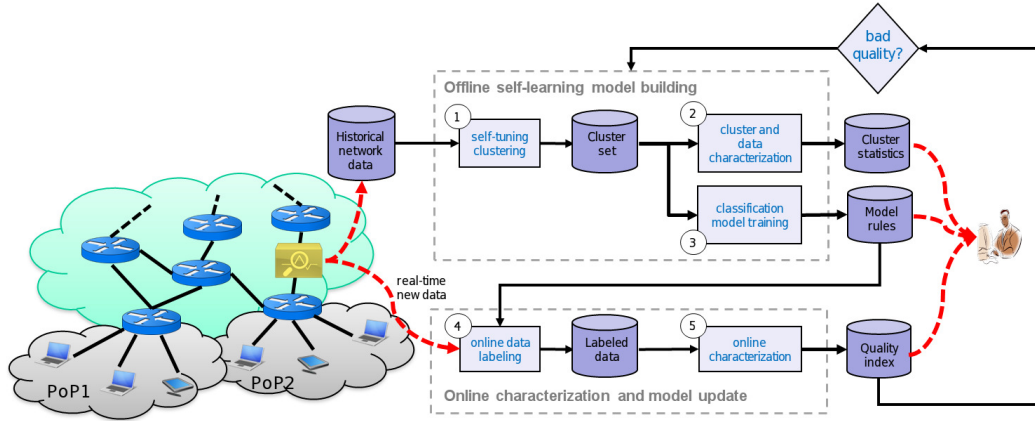 bad
quality?
Offline self-learning model building
1
self-tuning
clustering
Historical
network
data
Cluster
set
2
cluster and
data
characterization
Cluster
statistics
classification
model training
3
Model
rules
real-time
new data
4
online data
labeling
Labeled
data
5
online
characterization
Quality
index
Online characterization and model update
PoP1
PoP2